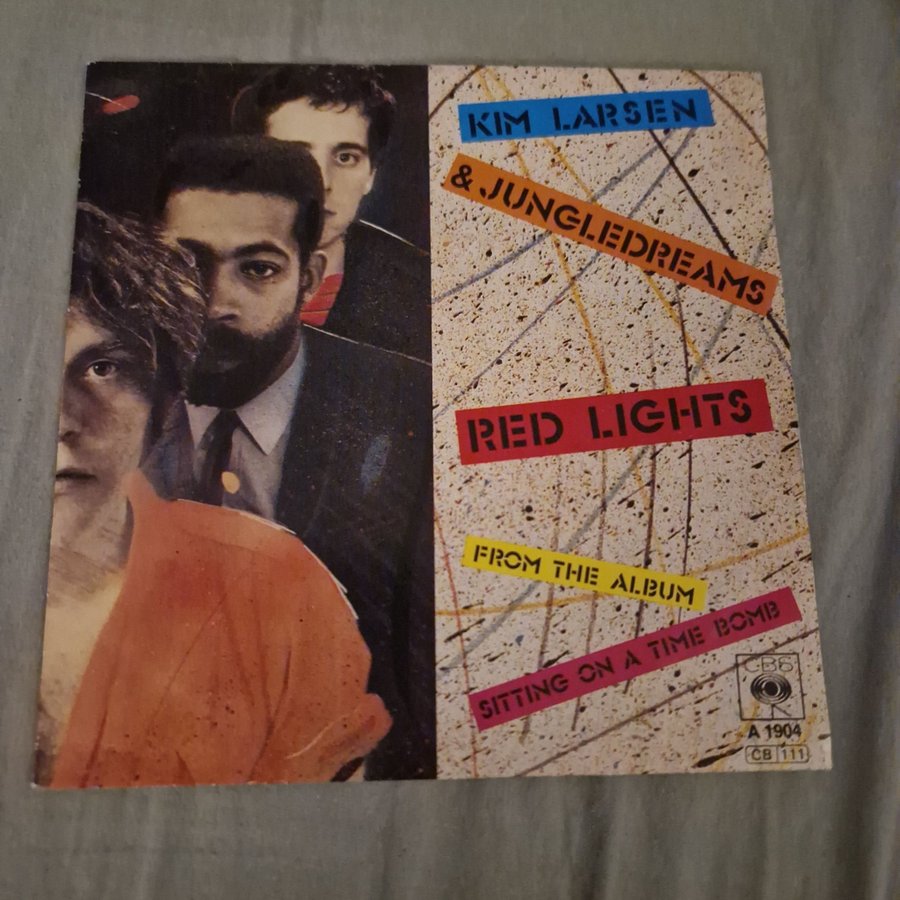 KIM LARSEN
& JUNGLEDREAMS
RED LIGHTS
FROM THE ALBUM
SITTING ON A TIME BOMB
CBS
A 1904
CB 111